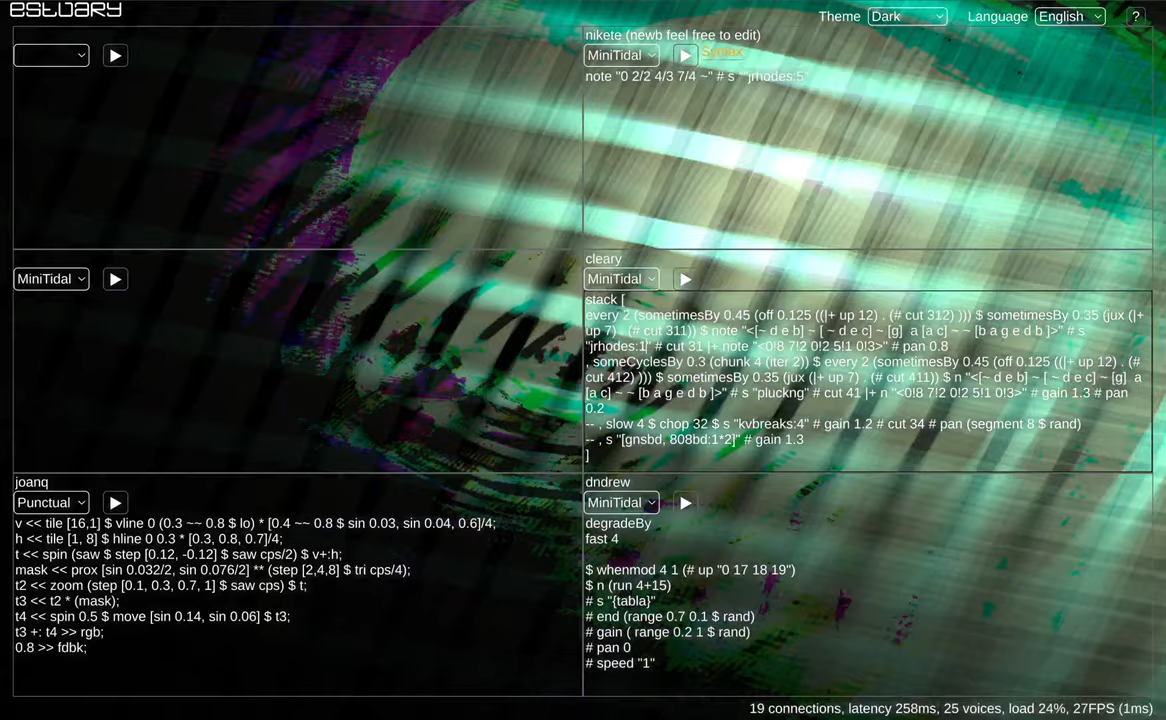 estuary
Theme Dark Language English ?
nikete (newb feel free to edit)
MiniTidal Syntax
note "0 2/2 4/3 7/4 ~" # s ""jrhodes:5"
MiniTidal
cleary
MiniTidal
stack [
every 2 (sometimesBy 0.45 (off 0.125 ((|+ up 12) . (# cut 312) ))) $ sometimesBy 0.35 (jux (|+
up 7) . (# cut 311)) $ note "<[~ d e b] ~ [ ~ d e c] ~ [g]  a [a c] ~ ~ [b a g e d b ]>" # s
"jrhodes:1" # cut 31 |+ note "<0!8 7!2 0!2 5!1 0!3>" # pan 0.8
, someCyclesBy 0.3 (chunk 4 (iter 2)) $ every 2 (sometimesBy 0.45 (off 0.125 ((|+ up 12) . (#
cut 412) ))) $ sometimesBy 0.35 (jux (|+ up 7) . (# cut 411)) $ n "<[~ d e b] ~ [ ~ d e c] ~ [g]  a
[a c] ~ ~ [b a g e d b ]>" # s "pluckng" # cut 41 |+ n "<0!8 7!2 0!2 5!1 0!3>" # gain 1.3 # pan
0.2
-- , slow 4 $ chop 32 $ s "kvbreaks:4" # gain 1.2 # cut 34 # pan (segment 8 $ rand)
-- , s "[gnsbd, 808bd:1*2]" # gain 1.3
]
joanq
Punctual
v << tile [16,1] $ vline 0 (0.3 ~~ 0.8 $ lo) * [0.4 ~~ 0.8 $ sin 0.03, sin 0.04, 0.6]/4;
h << tile [1, 8] $ hline 0 0.3 * [0.3, 0.8, 0.7]/4;
t << spin (saw $ step [0.12, -0.12] $ saw cps/2) $ v+:h;
mask << prox [sin 0.032/2, sin 0.076/2] ** (step [2,4,8] $ tri cps/4);
t2 << zoom (step [0.1, 0.3, 0.7, 1] $ saw cps) $ t;
t3 << t2 * (mask);
t4 << spin 0.5 $ move [sin 0.14, sin 0.06] $ t3;
t3 +: t4 >> rgb;
0.8 >> fdbk;
dndrew
MiniTidal
degradeBy
fast 4
$ whenmod 4 1 (# up "0 17 18 19")
$ n (run 4+15)
# s "{tabla}"
# end (range 0.7 0.1 $ rand)
# gain ( range 0.2 1 $ rand)
# pan 0
# speed "1"
19 connections, latency 258ms, 25 voices, load 24%, 27FPS (1ms)